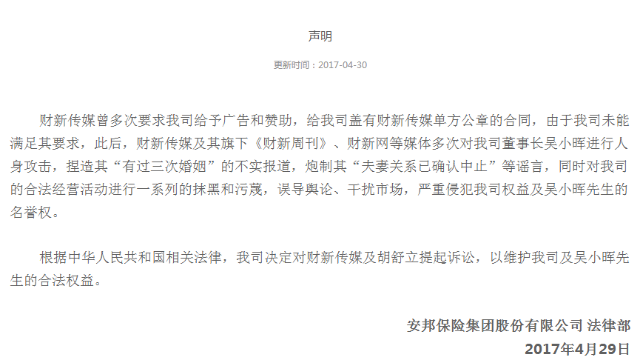 声明
更新时间：2017-04-30
财新传媒曾多次要求我司给予广告和赞助，给我司盖有财新传媒单方公章的合同，由于我司未能
满足其要求，此后，财新传媒及其旗下《财新周刊》、财新网等媒体多次对我司董事长吴小晖进行人
身攻击，捏造其“有过三次婚姻”的不实报道，炮制其“夫妻关系已确认中止”等谣言，同时对我司
的合法经营活动进行一系列的抹黑和污蔑，误导舆论、干扰市场，严重侵犯我司权益及吴小晖先生的
名誉权。
根据中华人民共和国相关法律，我司决定对财新传媒及胡舒立提起诉讼，以维护我司及吴小晖先
生的合法权益。
安邦保险集团股份有限公司 法律部
2017年4月29日